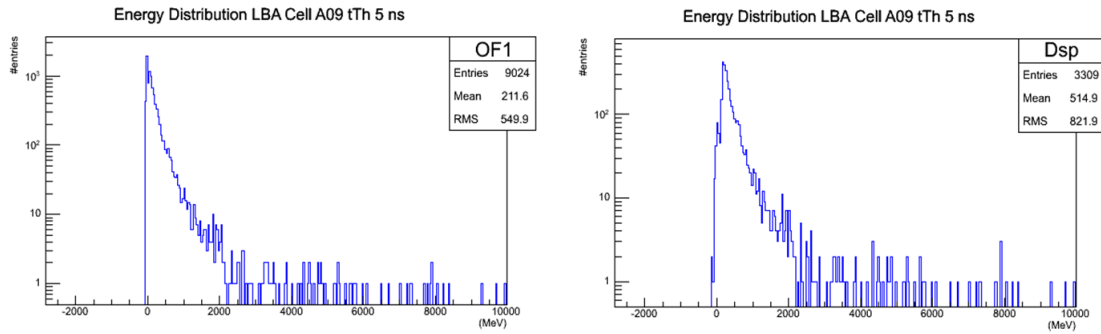 Energy Distribution LBA Cell A09 tTh 5 ns
#entries
OF1
Entries 9024
Mean 211.6
RMS 549.9
10³
10²
10
1
-2000 0 2000 4000 6000 8000 10000
(MeV)
Energy Distribution LBA Cell A09 tTh 5 ns
#entries
Dsp
Entries 3309
Mean 514.9
RMS 821.9
10²
10
1
-2000 0 2000 4000 6000 8000 10000
(MeV)